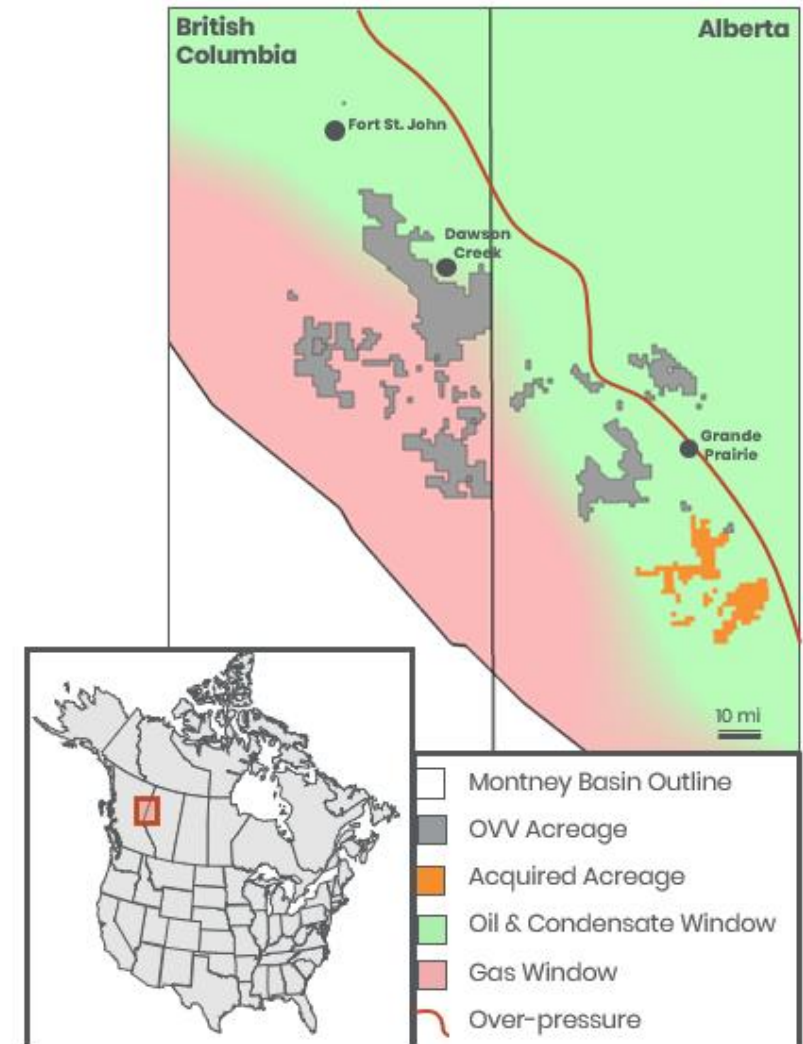 British
Columbia
Alberta
Fort St. John
Dawson
Creek
Grande
Prairie
10 mi
Montney Basin Outline
OVV Acreage
Acquired Acreage
Oil & Condensate Window
Gas Window
Over-pressure